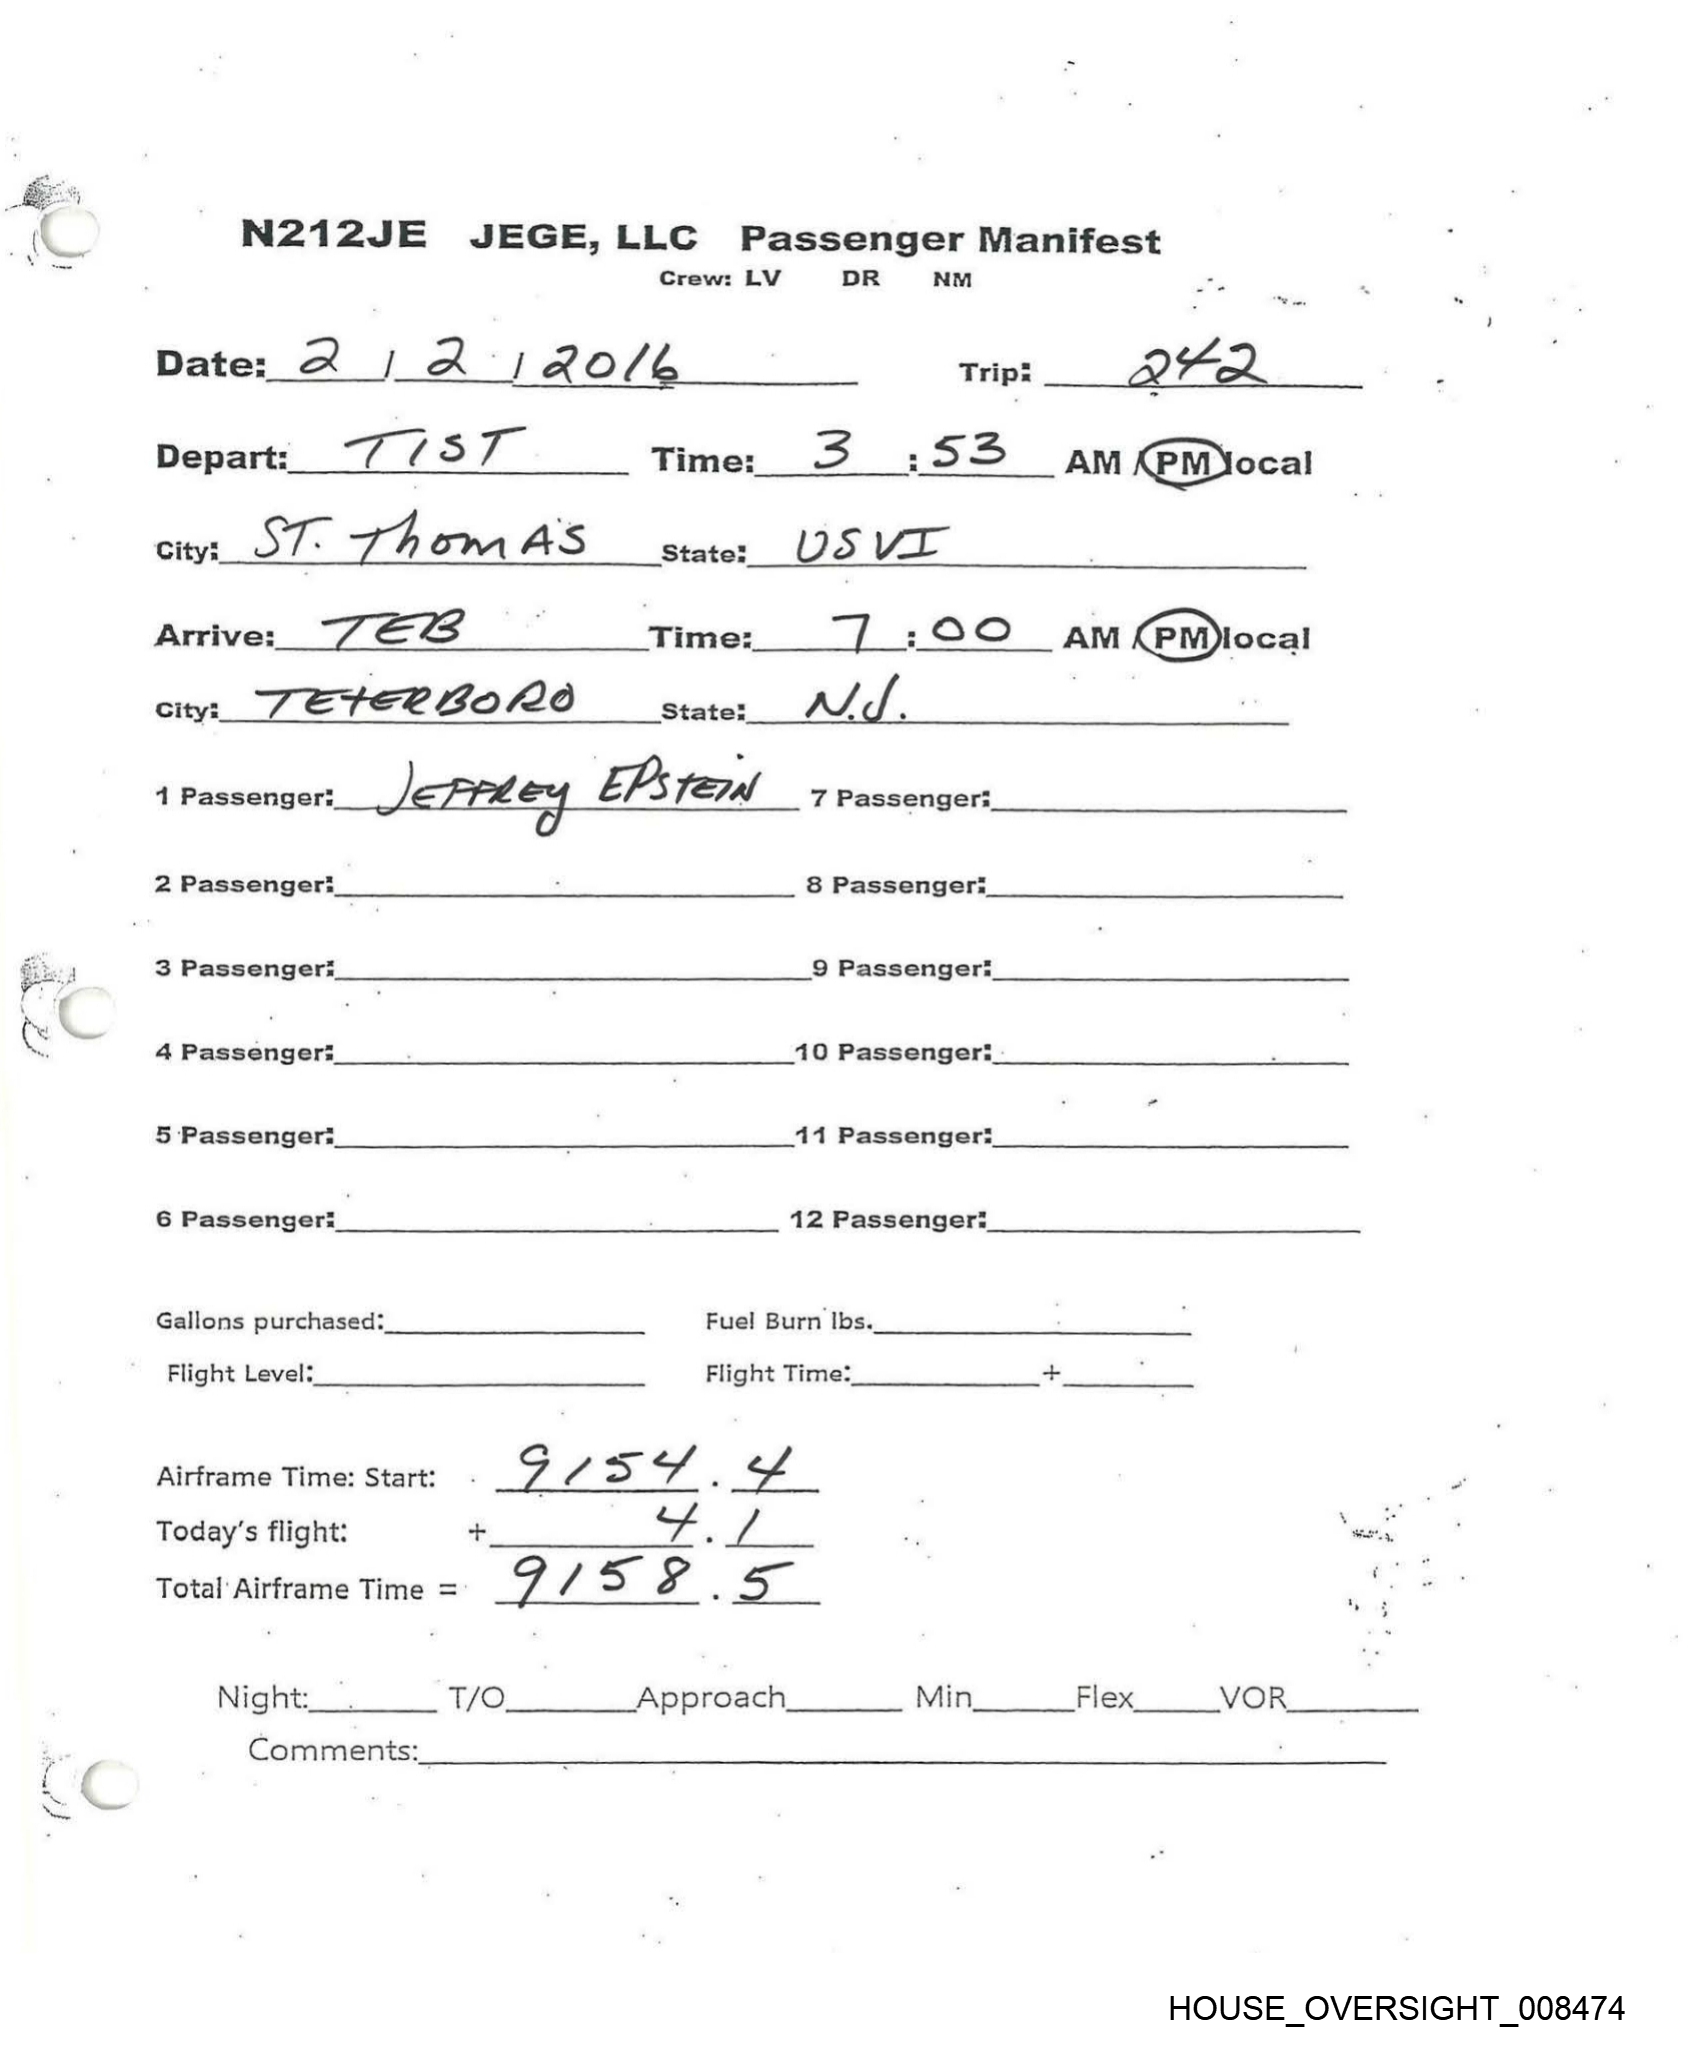 N212JE JEGE, LLC Passenger Manifest
Crew: LV DR NM
Date: 2 / 2 / 2016 Trip: 242
Depart: TIST Time: 3 : 53 AM / PM local
City: ST. Thomas State: USVI
Arrive: TEB Time: 7 : 00 AM / PM local
City: TETERBORO State: N.J.
1 Passenger: JEFFREY EPSTEIN 7 Passenger:
2 Passenger: 8 Passenger:
3 Passenger: 9 Passenger:
4 Passenger: 10 Passenger:
5 Passenger: 11 Passenger:
6 Passenger: 12 Passenger:
Gallons purchased: Fuel Burn lbs.
Flight Level: Flight Time: +
Airframe Time: Start: 9154 . 4
Today's flight: + 4 . 1
Total Airframe Time = 9158 . 5
Night: T/O Approach Min Flex VOR
Comments:
HOUSE_OVERSIGHT_008474